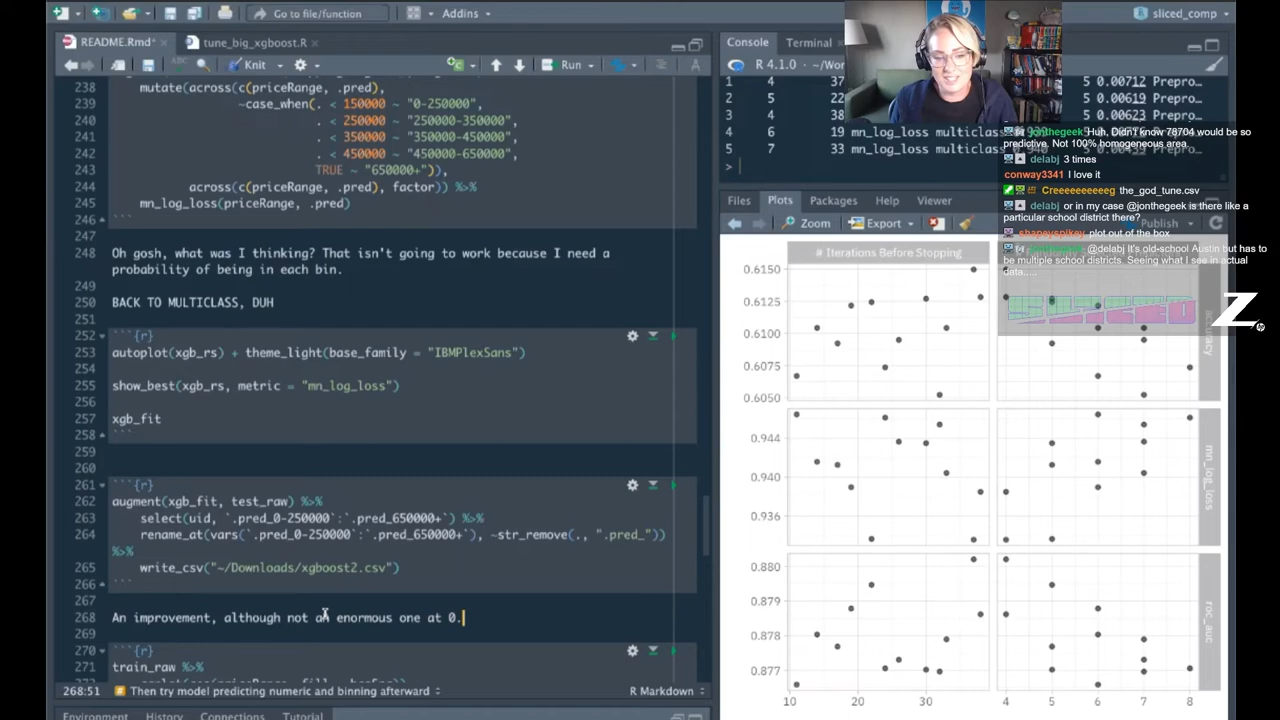 Go to file/function
Addins
sliced_comp
README.Rmd*
tune_big_xgboost.R
Knit
Run
238 mutate(across(c(priceRange, .pred),
239 ~case_when(. < 150000 ~ "0-250000",
240 . < 250000 ~ "250000-350000",
241 . < 350000 ~ "350000-450000",
242 . < 450000 ~ "450000-650000",
243 TRUE ~ "650000+")),
244 across(c(priceRange, .pred), factor)) %>%
245 mn_log_loss(priceRange, .pred)
246 ```
247
248 Oh gosh, what was I thinking? That isn't going to work because I need a
probability of being in each bin.
249
250 BACK TO MULTICLASS, DUH
251
252 ```{r}
253 autoplot(xgb_rs) + theme_light(base_family = "IBMPlexSans")
254
255 show_best(xgb_rs, metric = "mn_log_loss")
256
257 xgb_fit
258 ```
259
260
261 ```{r}
262 augment(xgb_fit, test_raw) %>%
263 select(uid, `.pred_0-250000`:`.pred_650000+`) %>%
264 rename_at(vars(`.pred_0-250000`:`.pred_650000+`), ~str_remove(., ".pred_"))
%>%
265 write_csv("~/Downloads/xgboost2.csv")
266 ```
267
268 An improvement, although not an enormous one at 0.
269
270 ```{r}
271 train_raw %>%
268:51 Then try model predicting numeric and binning afterward
R Markdown
Environment History Connections Tutorial
Console Terminal
R 4.1.0
1 4 37
2 5 22
3 4 38
4 6 19 mn_log_loss multiclass
5 7 33 mn_log_loss multiclass
>
5 0.00712 Prepro…
5 0.00619 Prepro…
5 0.00623 Prepro…
jonthegeek: Huh. Didn't know 78704 would be so
predictive. Not 100% homogeneous area.
delabj 3 times
conway3341 I love it
Creeeeeeeeeg the_god_tune.csv
delabj or in my case @jonthegeek is there like a
particular school district there?
shapeyspikey plot out of the box
@delabj It's old-school Austin but has to
be multiple school districts. Seeing what I see in actual
data.....
SLICED
Files Plots Packages Help Viewer
Zoom Export Publish
# Iterations Before Stopping
0.6150
0.6125
0.6100
0.6075
0.6050
accuracy
0.944
0.940
0.936
mn_log_loss
0.880
0.879
0.878
0.877
roc_auc
10 20 30 4 5 6 7 8